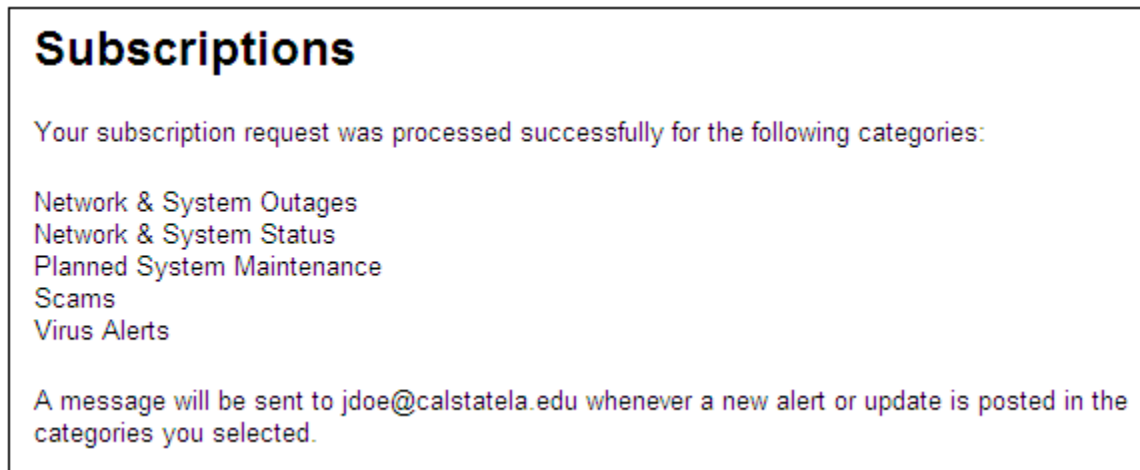 Subscriptions
Your subscription request was processed successfully for the following categories:
Network & System Outages
Network & System Status
Planned System Maintenance
Scams
Virus Alerts
A message will be sent to jdoe@calstatela.edu whenever a new alert or update is posted in the
categories you selected.